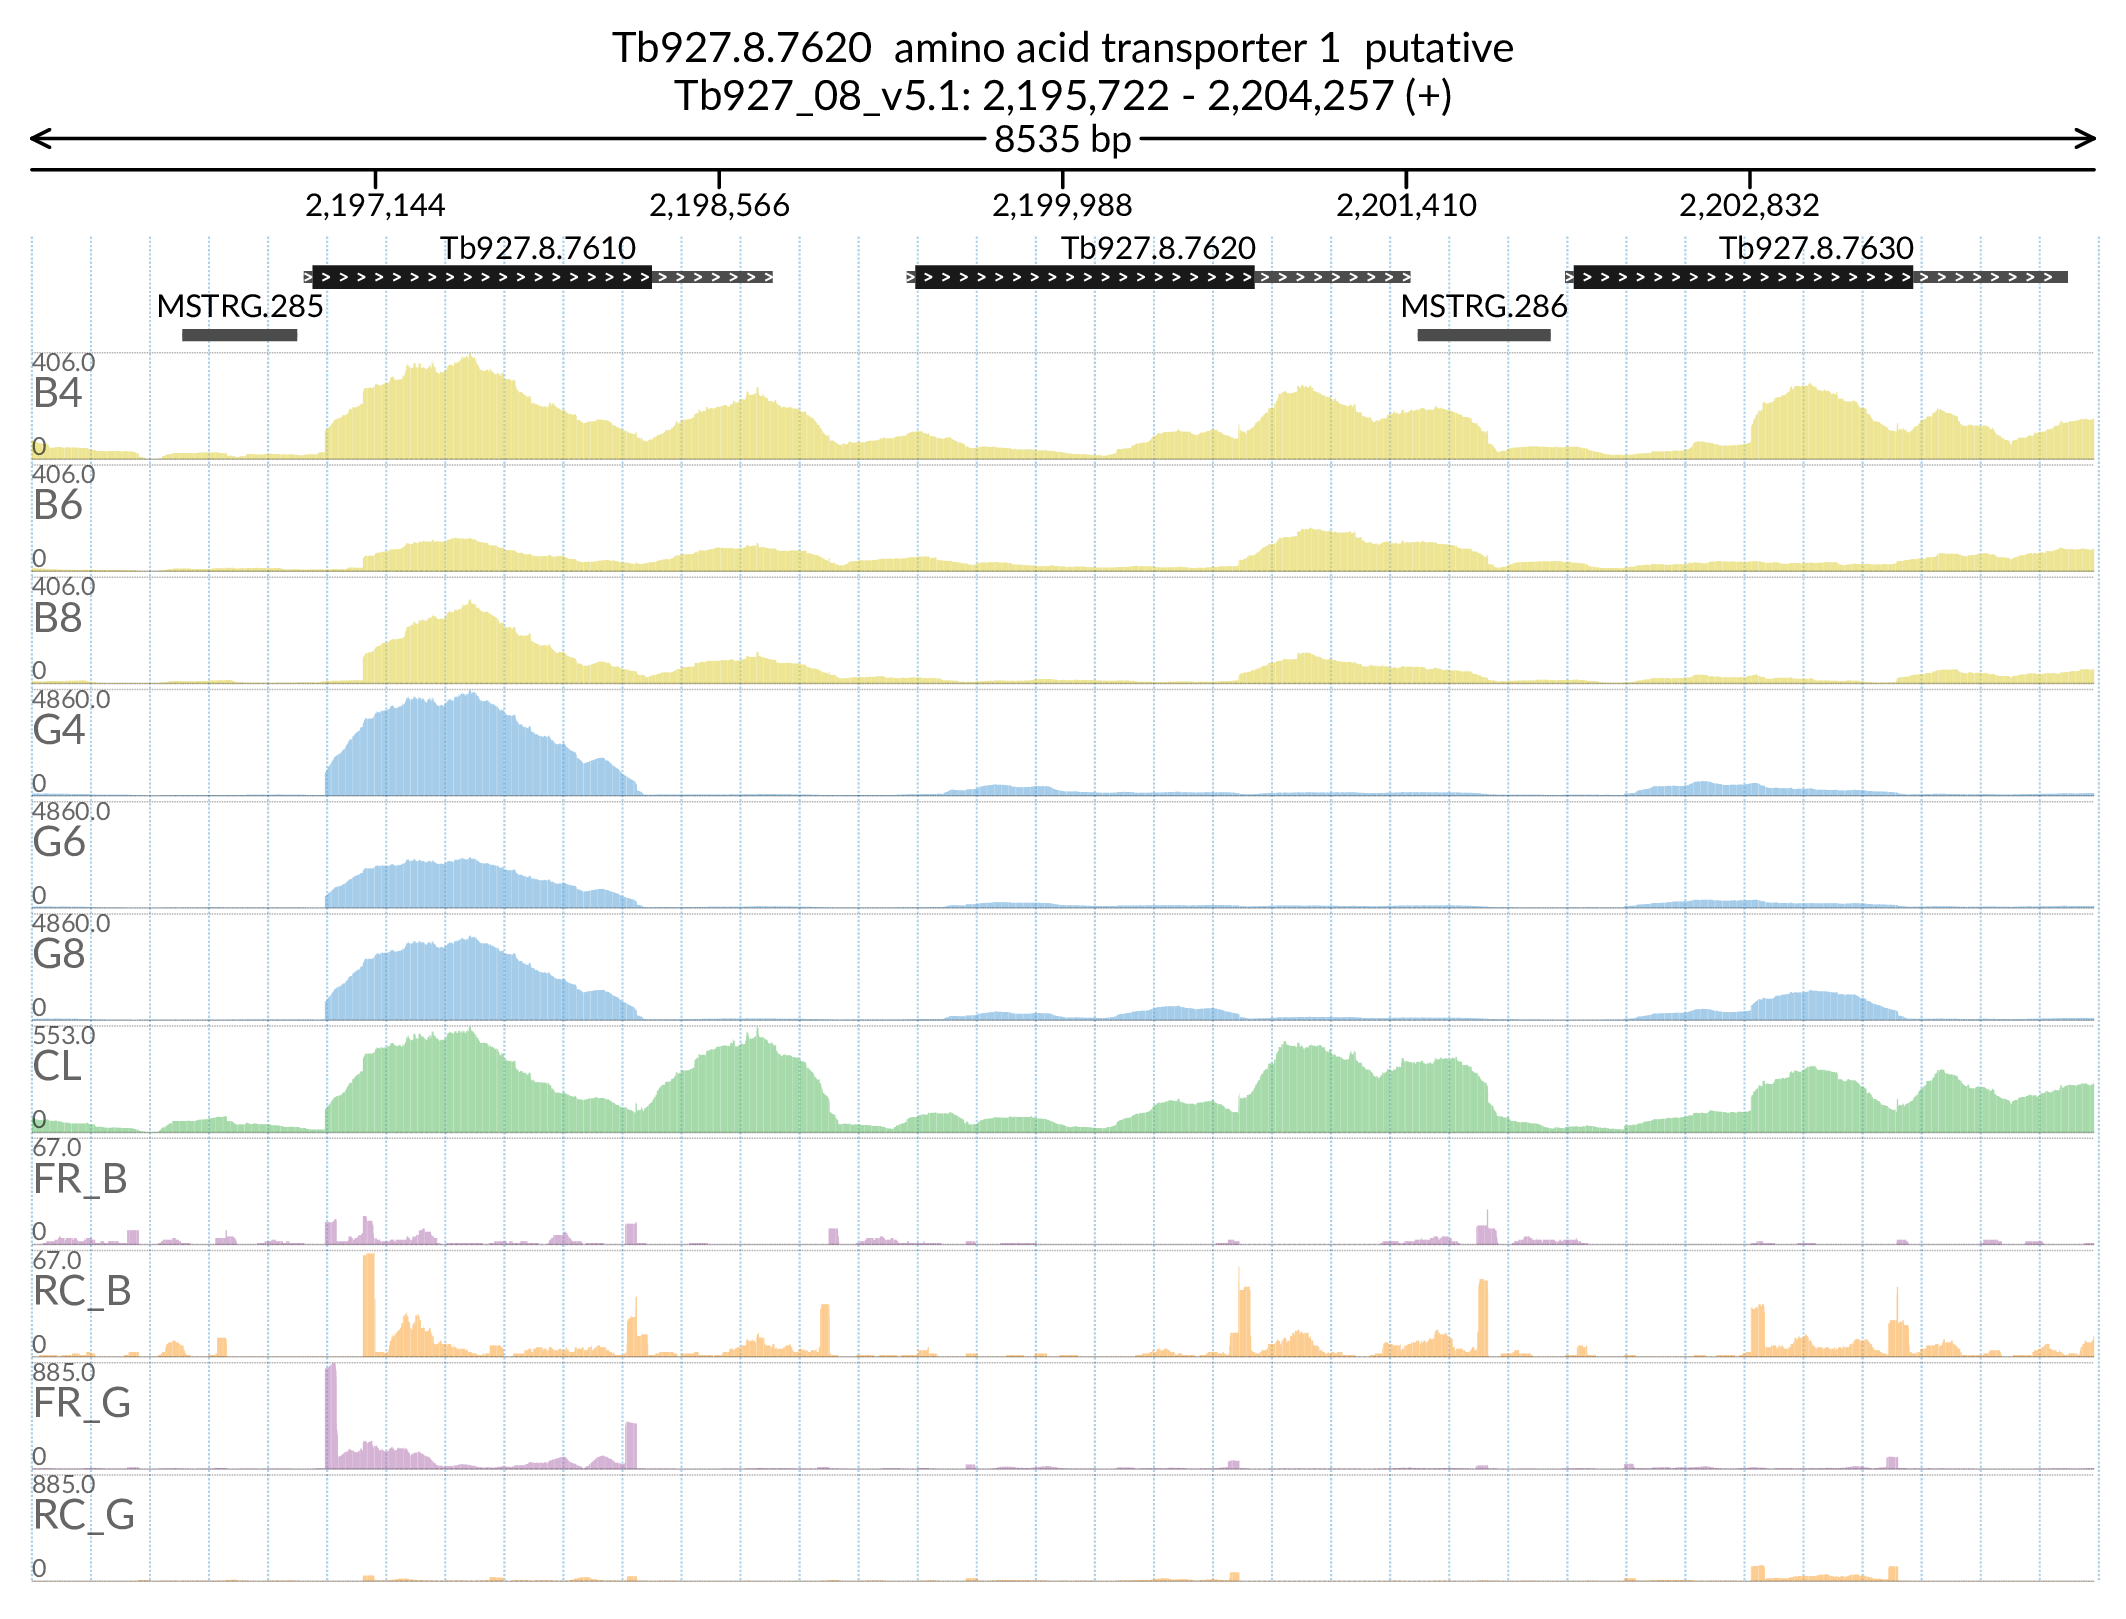 Tb927.8.7620  amino acid transporter 1  putative
Tb927_08_v5.1: 2,195,722 - 2,204,257 (+)
8535 bp
2,197,144 2,198,566 2,199,988 2,201,410 2,202,832
Tb927.8.7610 Tb927.8.7620 Tb927.8.7630
MSTRG.285 MSTRG.286
406.0
B4
0
406.0
B6
0
406.0
B8
0
4860.0
G4
0
4860.0
G6
0
4860.0
G8
0
553.0
CL
0
67.0
FR_B
0
67.0
RC_B
0
885.0
FR_G
0
885.0
RC_G
0